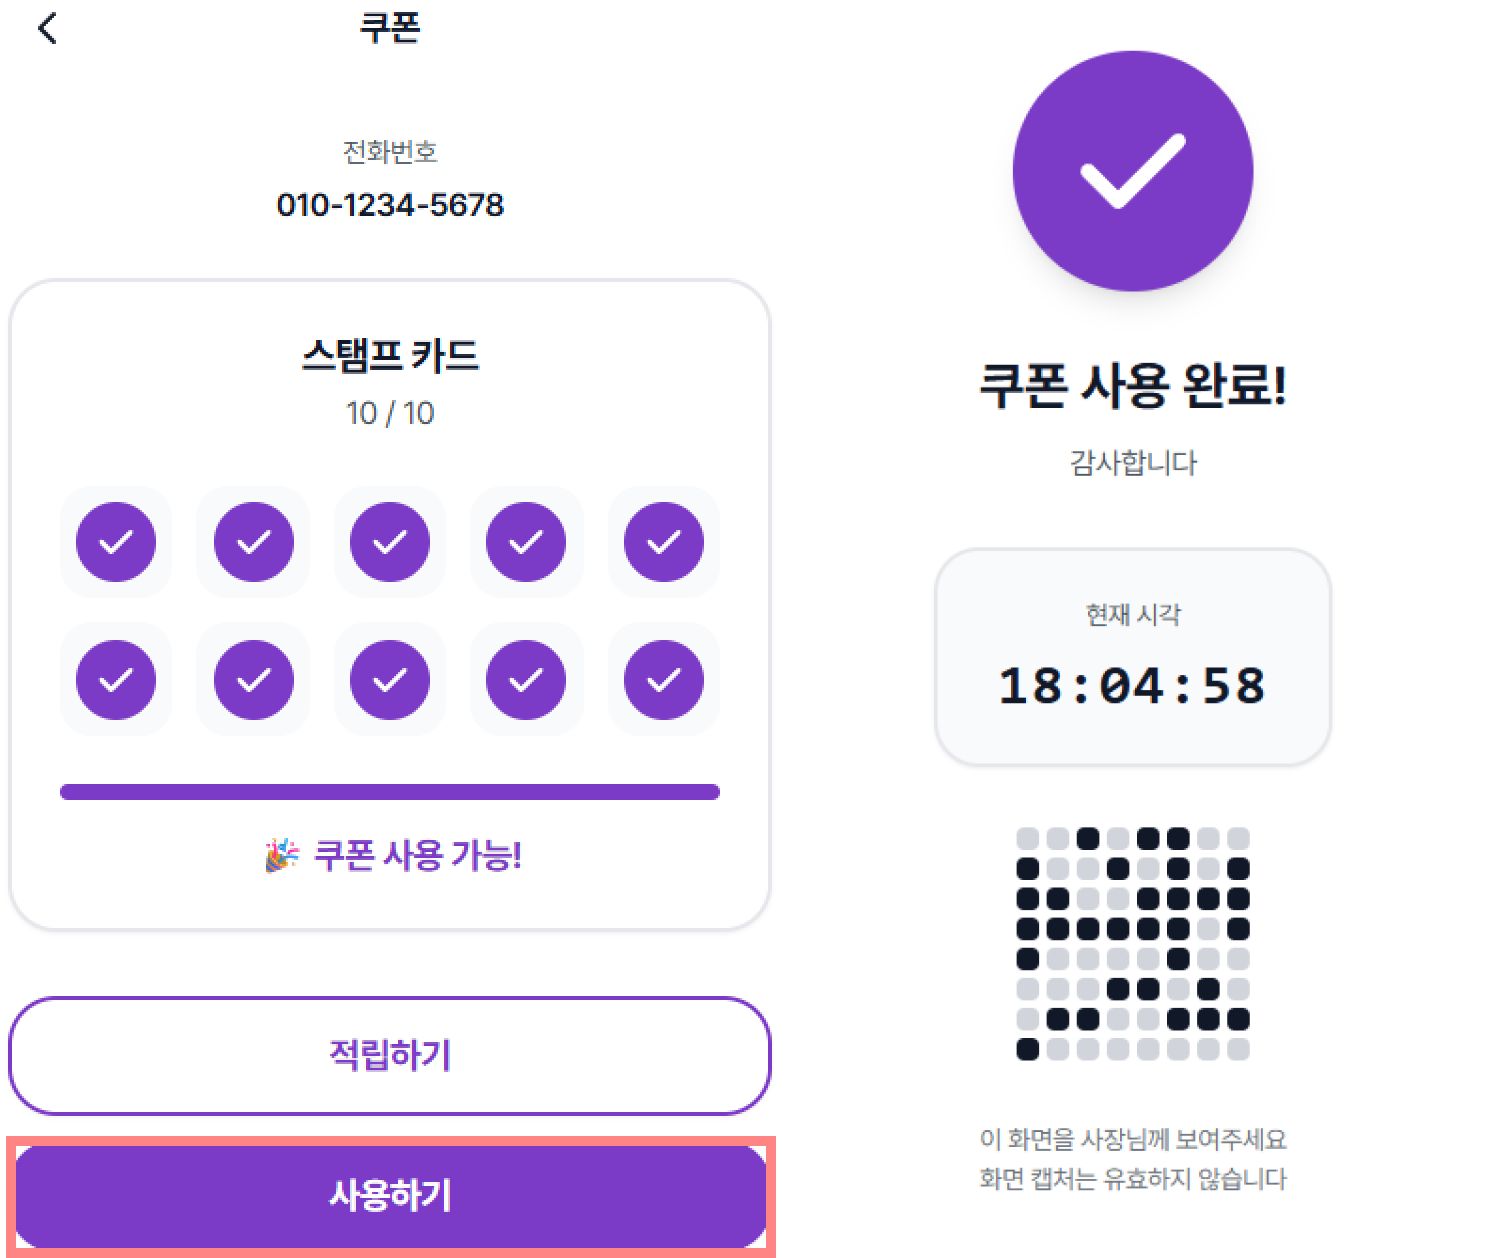 쿠폰
전화번호
010-1234-5678
스탬프 카드
10 / 10
🎉 쿠폰 사용 가능!
적립하기
사용하기
쿠폰 사용 완료!
감사합니다
현재 시각
18:04:58
이 화면을 사장님께 보여주세요
화면 캡처는 유효하지 않습니다